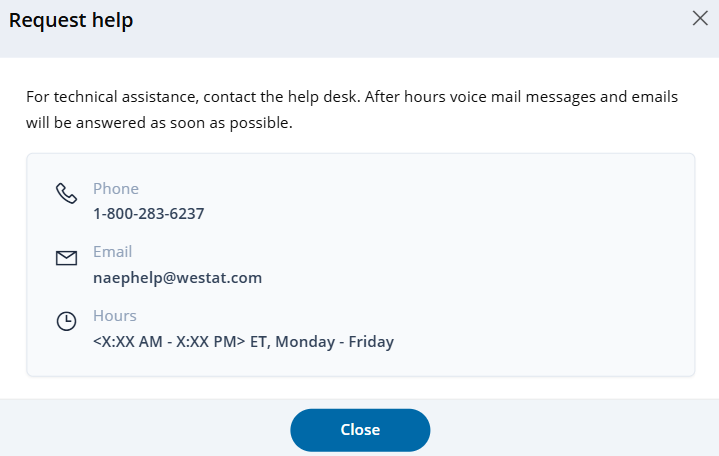 Request help
For technical assistance, contact the help desk. After hours voice mail messages and emails
will be answered as soon as possible.
Phone
1-800-283-6237
Email
naephelp@westat.com
Hours
<X:XX AM - X:XX PM> ET, Monday - Friday
Close